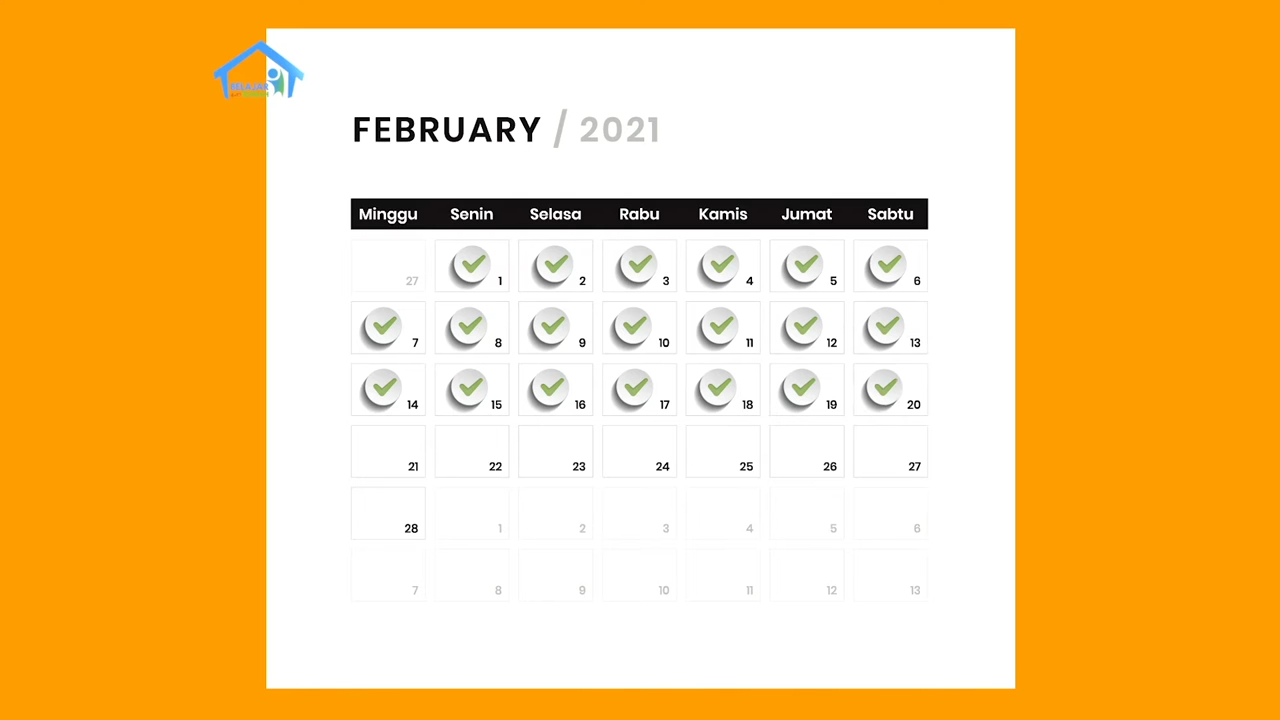 BELAJAR
FEBRUARY / 2021
Minggu Senin Selasa Rabu Kamis Jumat Sabtu
27 1 2 3 4 5 6
7 8 9 10 11 12 13
14 15 16 17 18 19 20
21 22 23 24 25 26 27
28 1 2 3 4 5 6
7 8 9 10 11 12 13